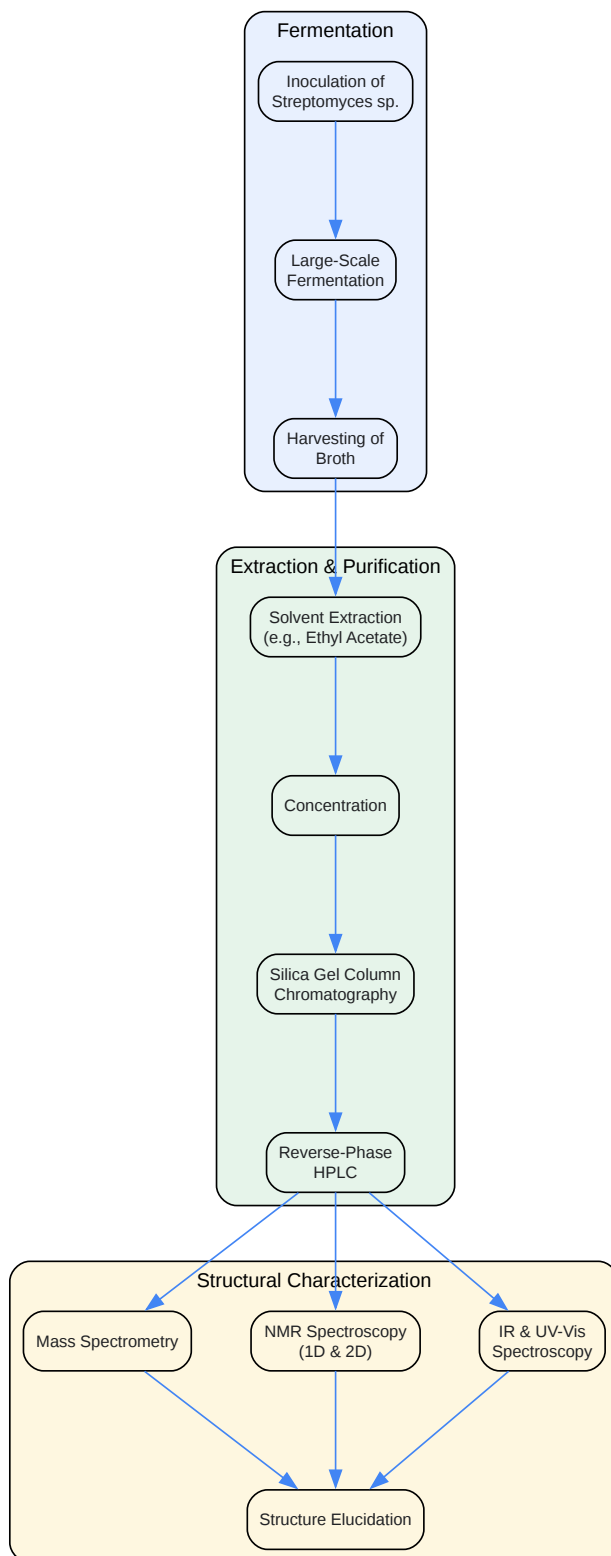 Fermentation
Inoculation of
Streptomyces sp.
Large-Scale
Fermentation
Harvesting of
Broth
Extraction & Purification
Solvent Extraction
(e.g., Ethyl Acetate)
Concentration
Silica Gel Column
Chromatography
Reverse-Phase
HPLC
Structural Characterization
Mass Spectrometry
NMR Spectroscopy
(1D & 2D)
IR & UV-Vis
Spectroscopy
Structure Elucidation